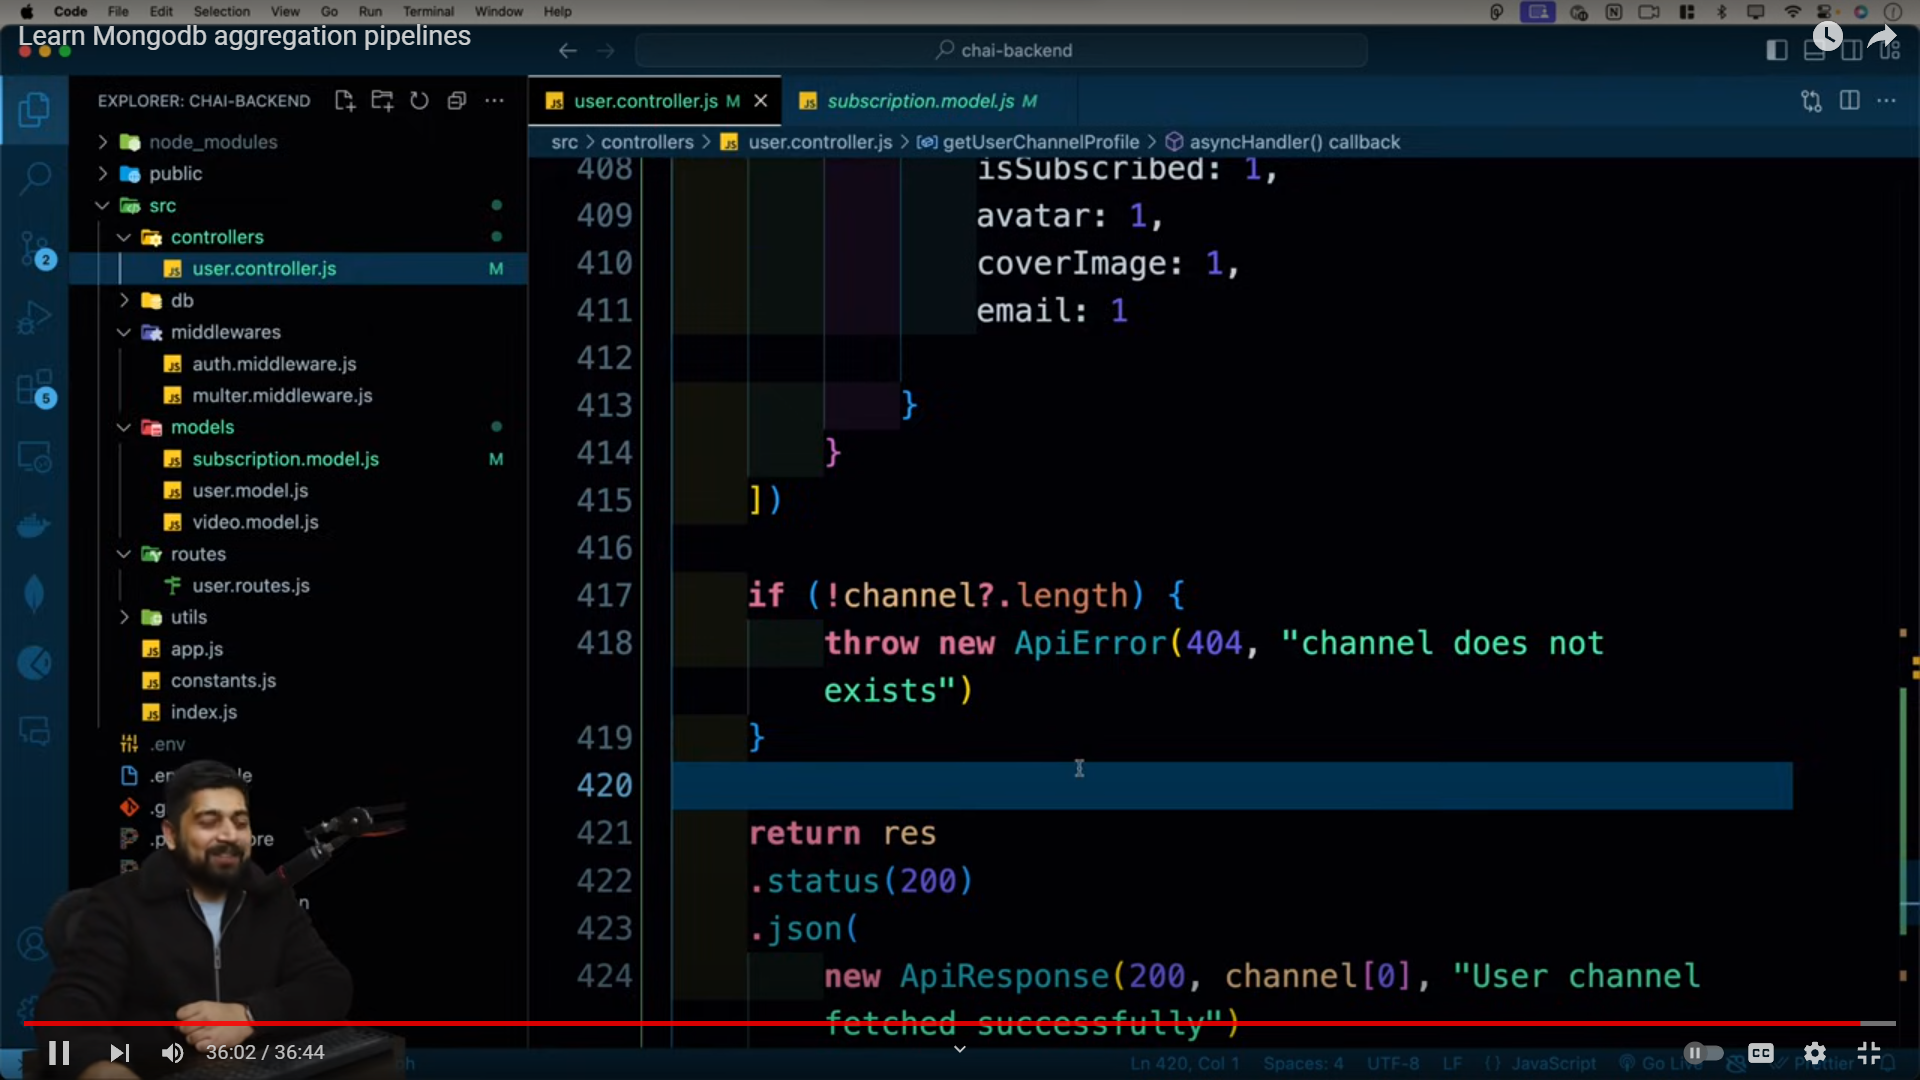 Code File Edit Selection View Go Run Terminal Window Help
Learn Mongodb aggregation pipelines
chai-backend
EXPLORER: CHAI-BACKEND
node_modules
public
src
controllers
user.controller.js M
db
middlewares
auth.middleware.js
multer.middleware.js
models
subscription.model.js M
user.model.js
video.model.js
routes
user.routes.js
utils
app.js
constants.js
index.js
.env
2
5
user.controller.js M
subscription.model.js M
src > controllers > user.controller.js > getUserChannelProfile > asyncHandler() callback
408 isSubscribed: 1,
409 avatar: 1,
410 coverImage: 1,
411 email: 1
412
413 }
414 }
415 ])
416
417 if (!channel?.length) {
418 throw new ApiError(404, "channel does not
exists")
419 }
420
421 return res
422 .status(200)
423 .json(
424 new ApiResponse(200, channel[0], "User channel
fetched successfully")
36:02 / 36:44
CC
Ln 420, Col 1 Spaces: 4 UTF-8 LF {} JavaScript Go Live Prettier